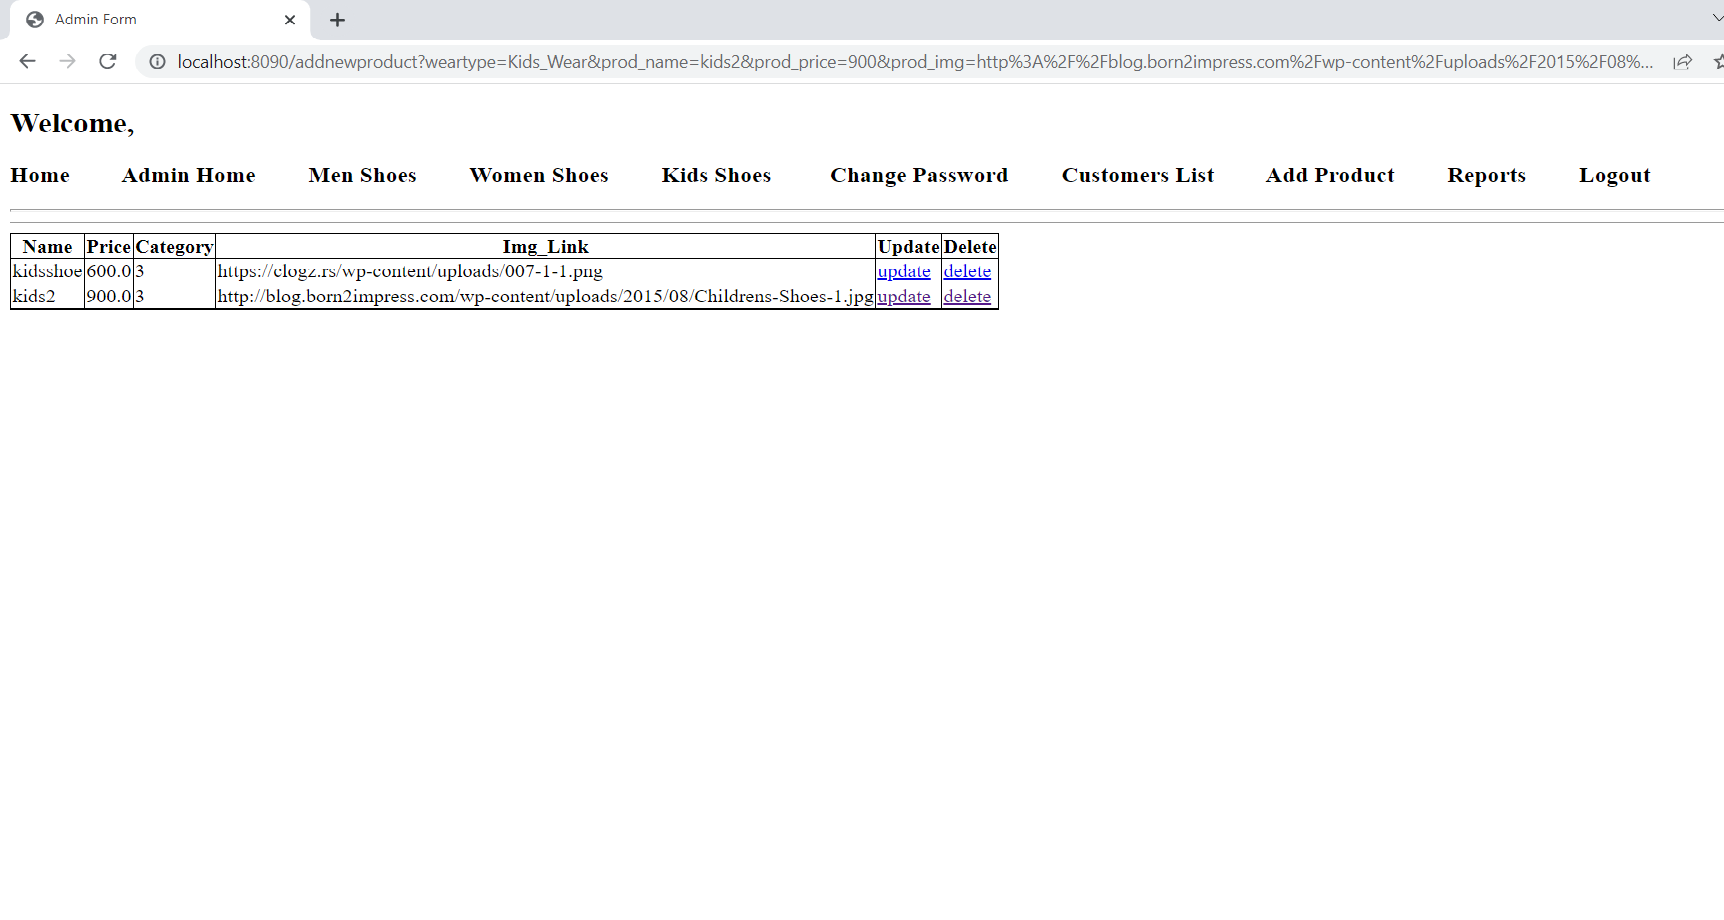 Admin Form
localhost:8090/addnewproduct?weartype=Kids_Wear&prod_name=kids2&prod_price=900&prod_img=http%3A%2F%2Fblog.born2impress.com%2Fwp-content%2Fuploads%2F2015%2F08%...
Welcome,
Home Admin Home Men Shoes Women Shoes Kids Shoes Change Password Customers List Add Product Reports Logout
Name Price Category Img_Link Update Delete
kidsshoe 600.0 3 https://clogz.rs/wp-content/uploads/007-1-1.png update delete
kids2 900.0 3 http://blog.born2impress.com/wp-content/uploads/2015/08/Childrens-Shoes-1.jpg update delete